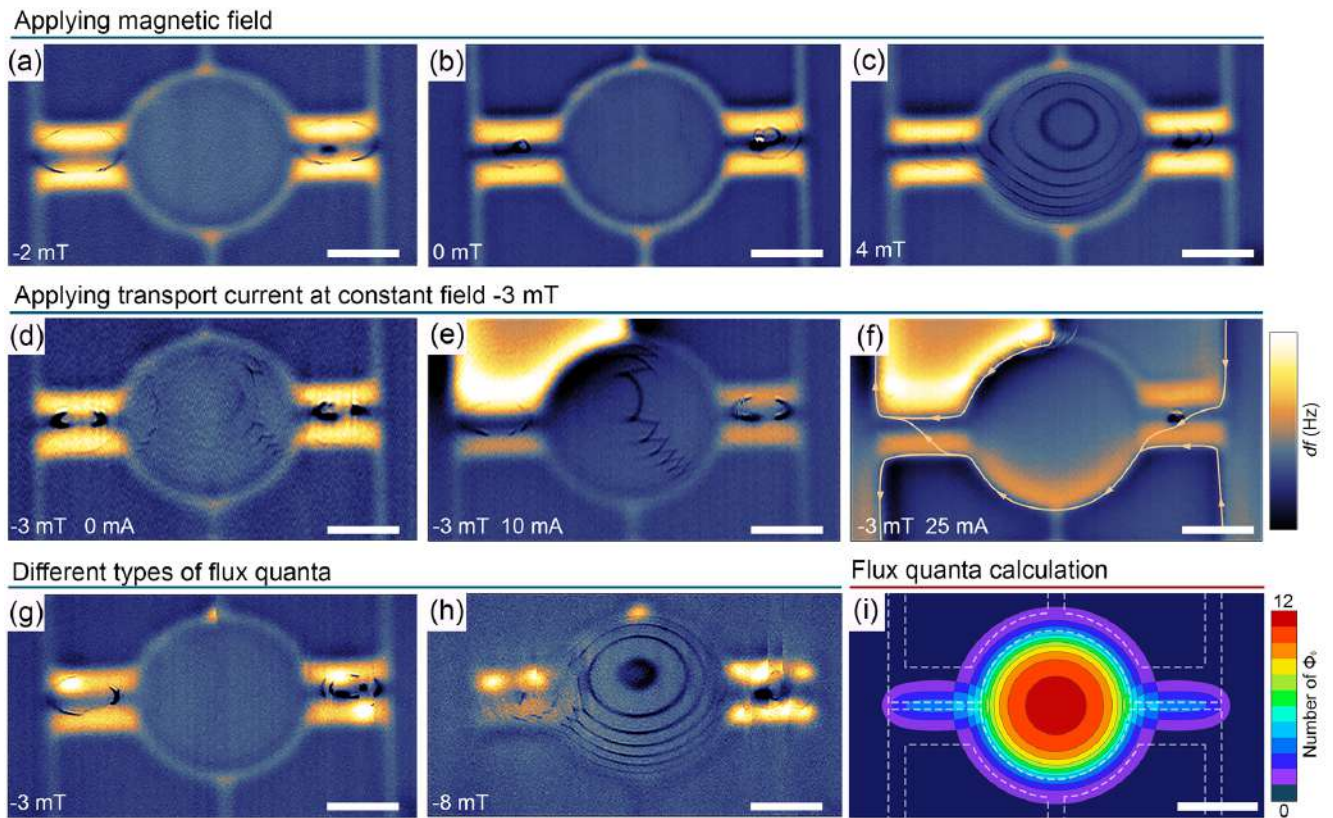 Applying magnetic field
(a)
(b)
(c)
-2 mT
0 mT
4 mT
Applying transport current at constant field -3 mT
(d)
(e)
(f)
df (Hz)
-3 mT 0 mA
-3 mT 10 mA
-3 mT 25 mA
Different types of flux quanta
Flux quanta calculation
(g)
(h)
(i)
12
Number of Φ₀
0
-3 mT
-8 mT